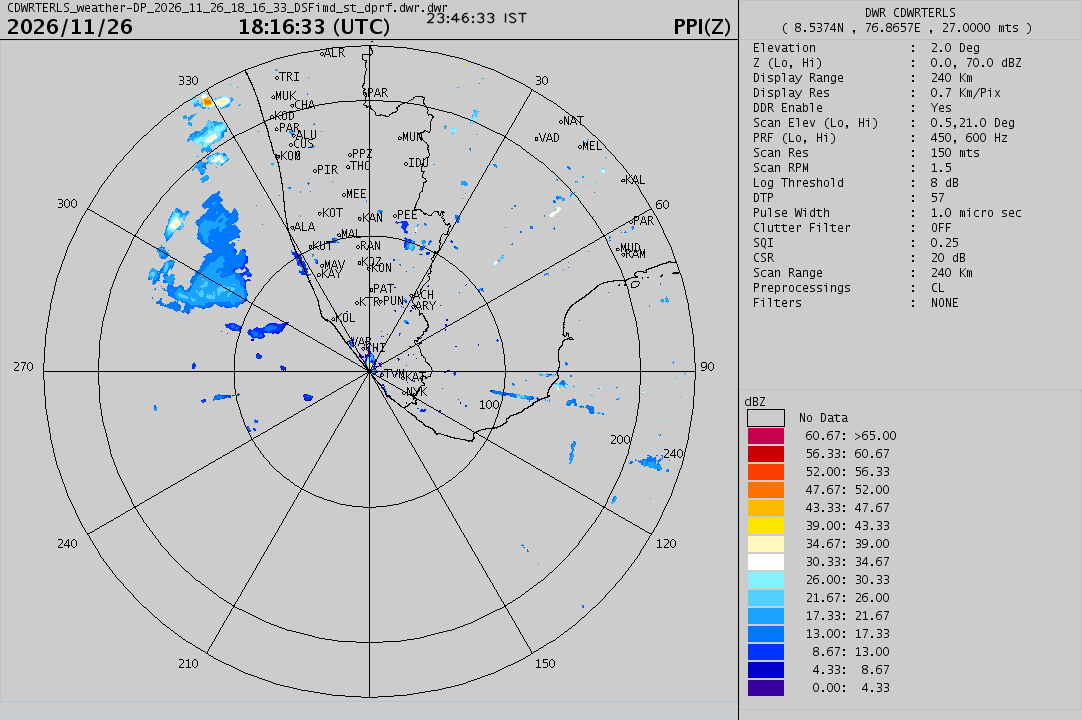 CDWRTERLS_weather-DP_2026_11_26_18_16_33_DSFimd_st_dprf.dwr.dwr
23:46:33 IST
2026/11/26 18:16:33 (UTC) PPI(Z)
DWR CDWRTERLS
( 8.5374N , 76.8657E , 27.0000 mts )
Elevation : 2.0 Deg
Z (Lo, Hi) : 0.0, 70.0 dBZ
Display Range : 240 Km
Display Res : 0.7 Km/Pix
DDR Enable : Yes
Scan Elev (Lo, Hi) : 0.5,21.0 Deg
PRF (Lo, Hi) : 450, 600 Hz
Scan Res : 150 mts
Scan RPM : 1.5
Log Threshold : 8 dB
DTP : 57
Pulse Width : 1.0 micro sec
Clutter Filter : OFF
SQI : 0.25
CSR : 20 dB
Scan Range : 240 Km
Preprocessings : CL
Filters : NONE
dBZ
No Data
60.67: >65.00
56.33: 60.67
52.00: 56.33
47.67: 52.00
43.33: 47.67
39.00: 43.33
34.67: 39.00
30.33: 34.67
26.00: 30.33
21.67: 26.00
17.33: 21.67
13.00: 17.33
8.67: 13.00
4.33: 8.67
0.00: 4.33
ALR
330
TRI
30
MUK
PAR
CHA
KOD
NAT
PAR
ALU
MUN
VAD
CUS
MEL
KOM
PPZ
THO
IDU
PIR
KAL
MEE
300
60
KOT
KAN
PEE
PAR
ALA
MAL
KUT
RAN
MUD
RAM
MAV
KOZ
KON
KAY
PAT
ACH
KTR
PUN
ARY
KOL
VAR
CHI
270
90
TVM
KAT
NYK
100
200
240
240
120
210
150